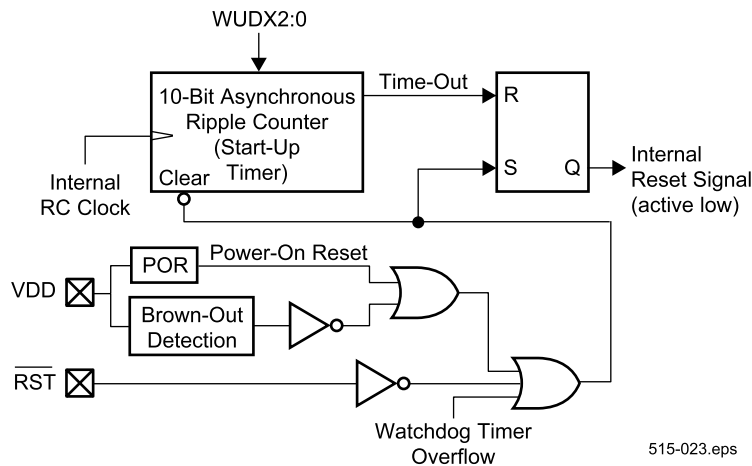 WUDX2:0
10-Bit Asynchronous
Ripple Counter
(Start-Up
Timer)
Clear
Time-Out
R
S
Q
Internal
RC Clock
Internal
Reset Signal
(active low)
VDD
POR
Power-On Reset
Brown-Out
Detection
RST
Watchdog Timer
Overflow
515-023.eps